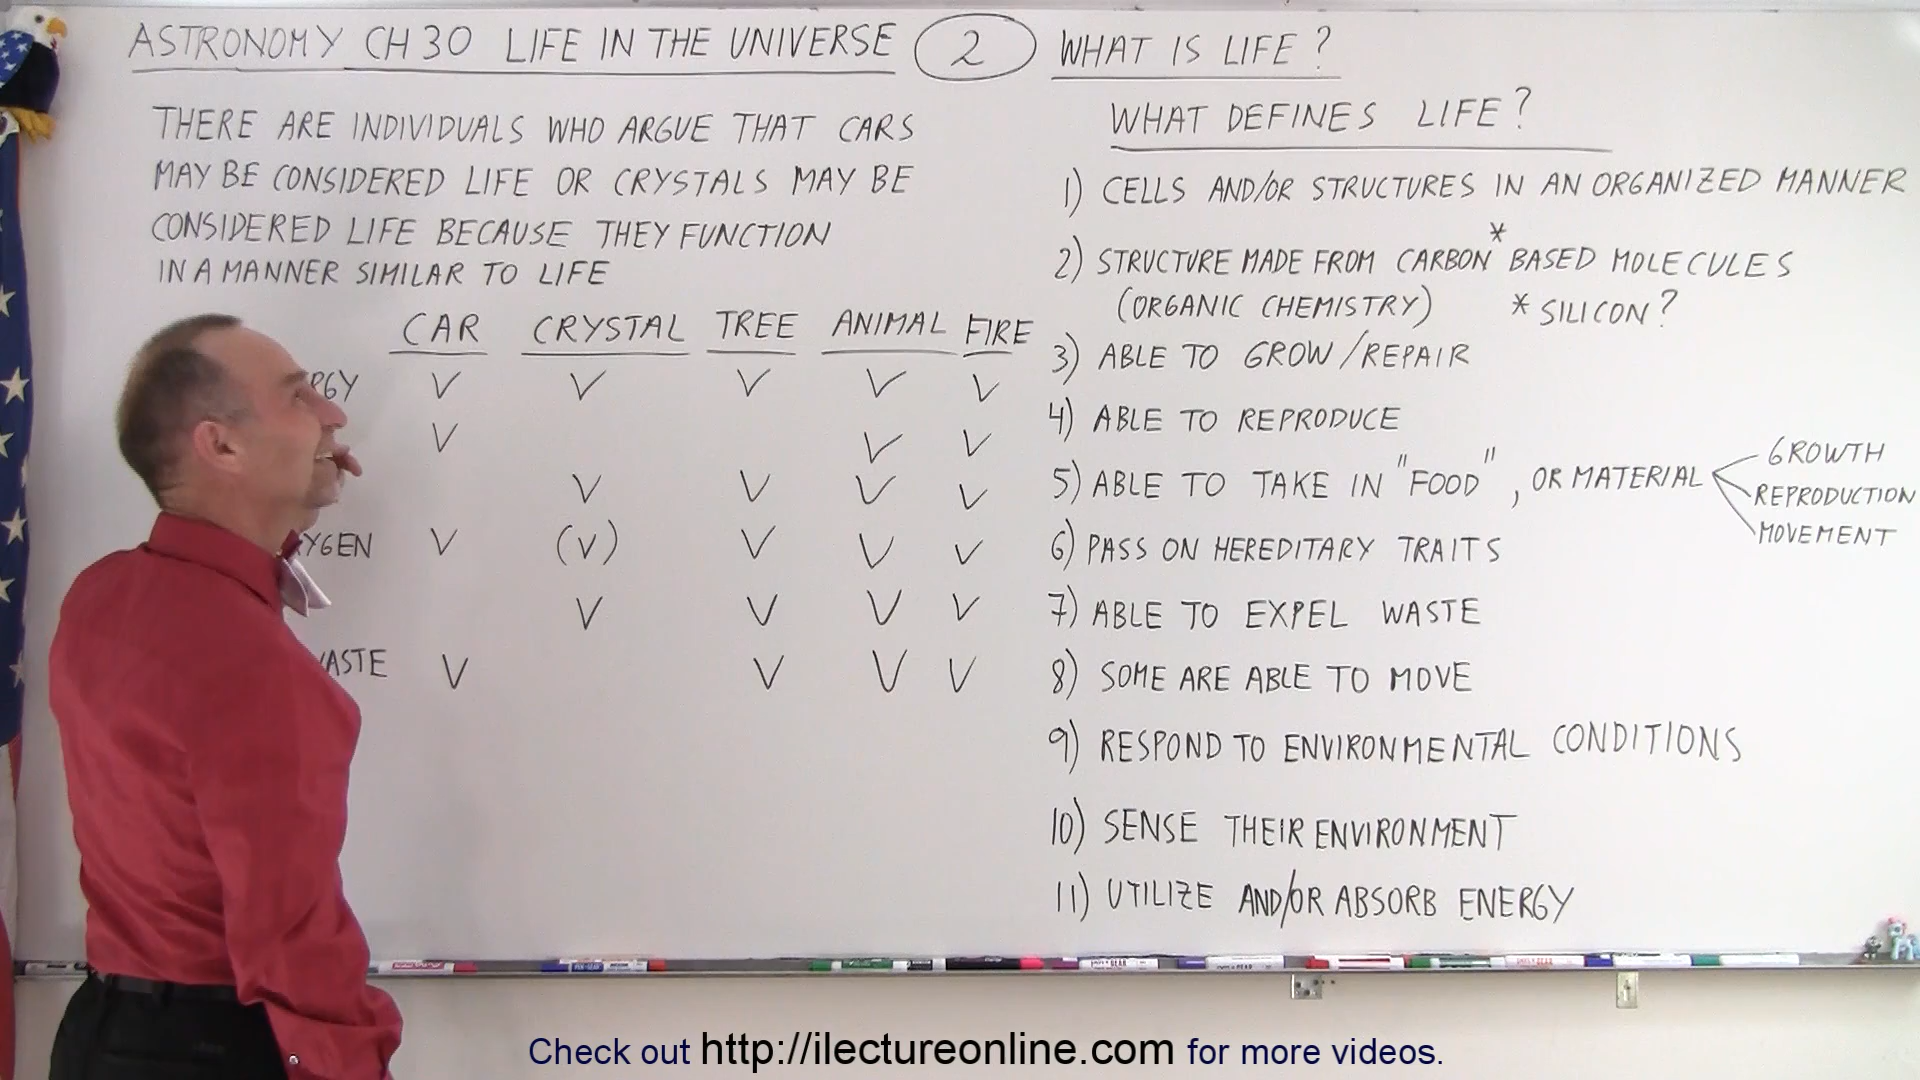 ASTRONOMY CH 30 LIFE IN THE UNIVERSE 2 WHAT IS LIFE?
THERE ARE INDIVIDUALS WHO ARGUE THAT CARS
MAY BE CONSIDERED LIFE OR CRYSTALS MAY BE
CONSIDERED LIFE BECAUSE THEY FUNCTION
IN A MANNER SIMILAR TO LIFE
CAR CRYSTAL TREE ANIMAL FIRE
RGY V V V V V
V V V
V V V V
YGEN V (V) V V V
V V V V
WASTE V V V V
WHAT DEFINES LIFE?
1) CELLS AND/OR STRUCTURES IN AN ORGANIZED MANNER
2) STRUCTURE MADE FROM CARBON* BASED MOLECULES
(ORGANIC CHEMISTRY) * SILICON?
3) ABLE TO GROW/REPAIR
4) ABLE TO REPRODUCE
5) ABLE TO TAKE IN "FOOD", OR MATERIAL
GROWTH
REPRODUCTION
MOVEMENT
6) PASS ON HEREDITARY TRAITS
7) ABLE TO EXPEL WASTE
8) SOME ARE ABLE TO MOVE
9) RESPOND TO ENVIRONMENTAL CONDITIONS
10) SENSE THEIR ENVIRONMENT
11) UTILIZE AND/OR ABSORB ENERGY
Check out http://ilectureonline.com for more videos.